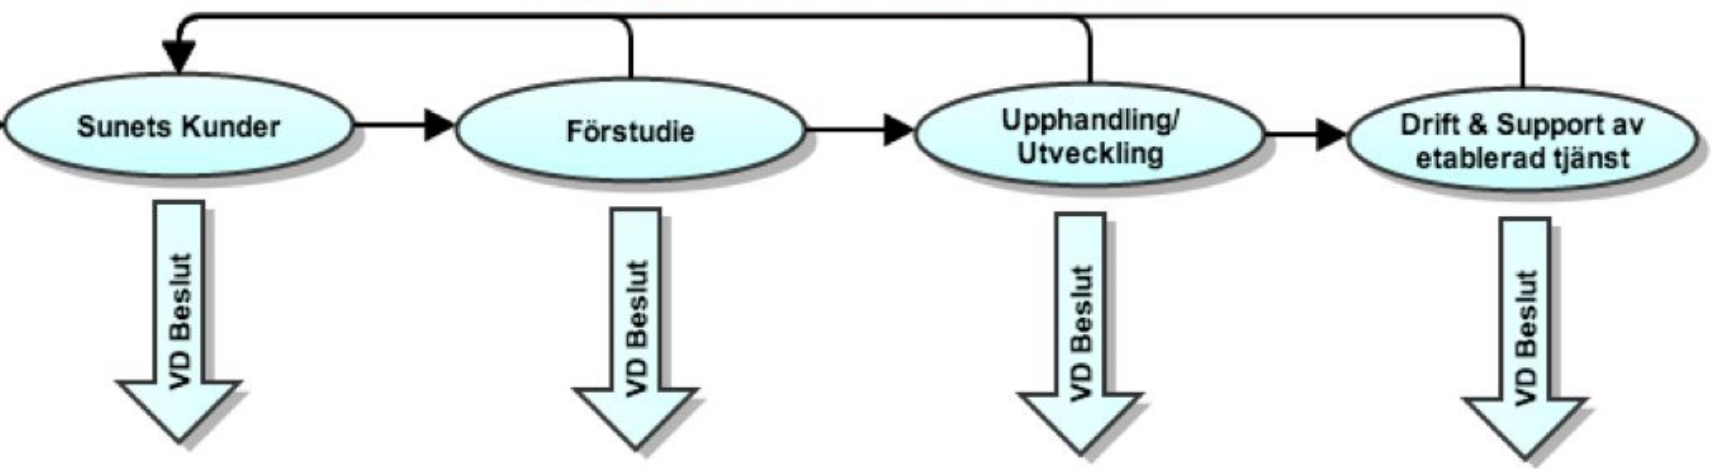 Sunets Kunder
Förstudie
Upphandling/
Utveckling
Drift & Support av
etablerad tjänst
VD Beslut
VD Beslut
VD Beslut
VD Beslut